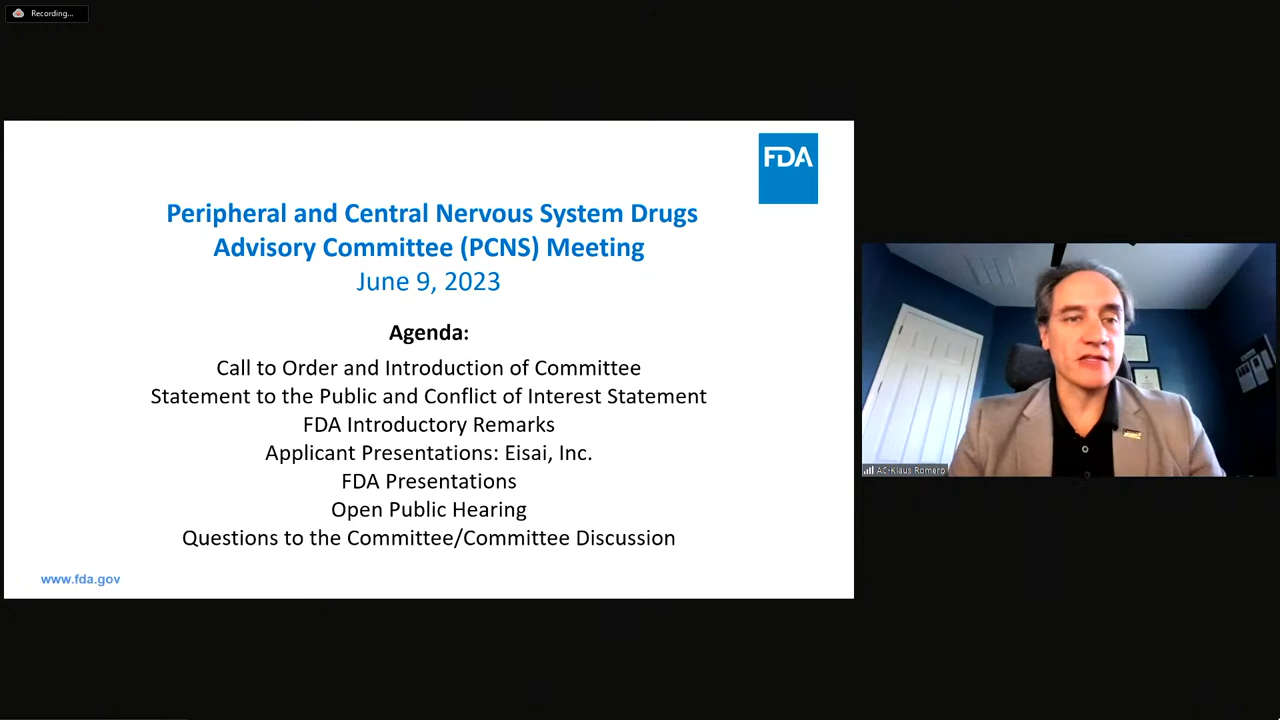 Recording...
FDA
Peripheral and Central Nervous System Drugs
Advisory Committee (PCNS) Meeting
June 9, 2023
Agenda:
Call to Order and Introduction of Committee
Statement to the Public and Conflict of Interest Statement
FDA Introductory Remarks
Applicant Presentations: Eisai, Inc.
FDA Presentations
Open Public Hearing
Questions to the Committee/Committee Discussion
www.fda.gov
AC-Klaus Romero